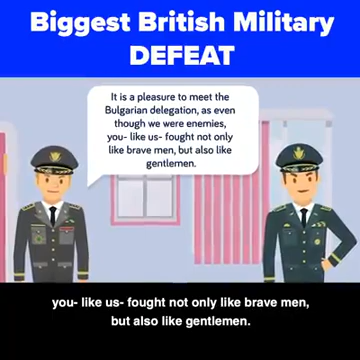 Biggest British Military
DEFEAT
It is a pleasure to meet the
Bulgarian delegation, as even
though we were enemies,
you- like us- fought not only
like brave men, but also like
gentlemen.
you- like us- fought not only like brave men,
but also like gentlemen.